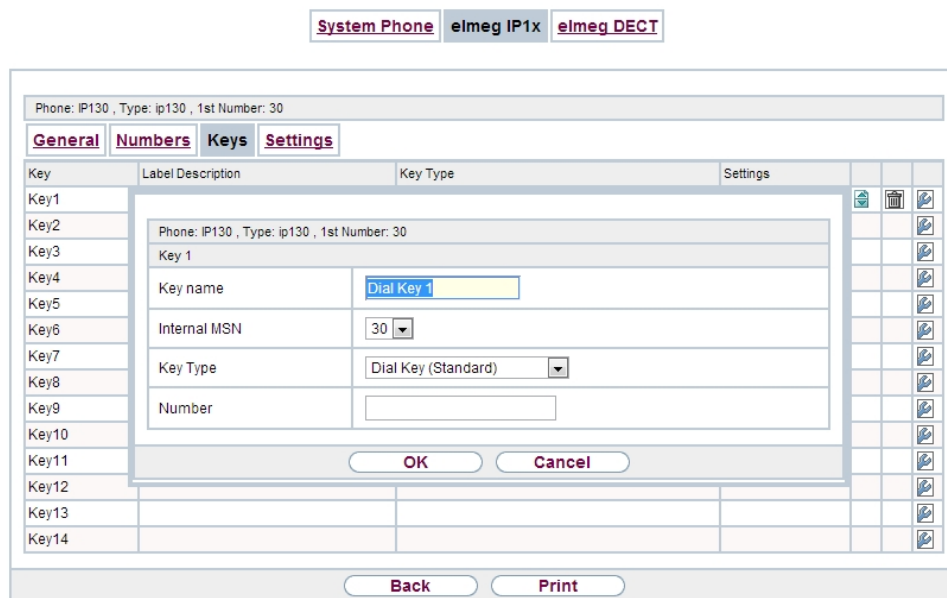 System Phone elmeg IP1x elmeg DECT
Phone: IP130 , Type: ip130 , 1st Number: 30
General Numbers Keys Settings
Key Label Description Key Type Settings
Key1
Key2
Phone: IP130 , Type: ip130 , 1st Number: 30
Key3
Key 1
Key4
Key name Dial Key 1
Key5
Key6
Internal MSN 30
Key7
Key Type Dial Key (Standard)
Key8
Key9
Number
Key10
Key11
OK Cancel
Key12
Key13
Key14
Back Print